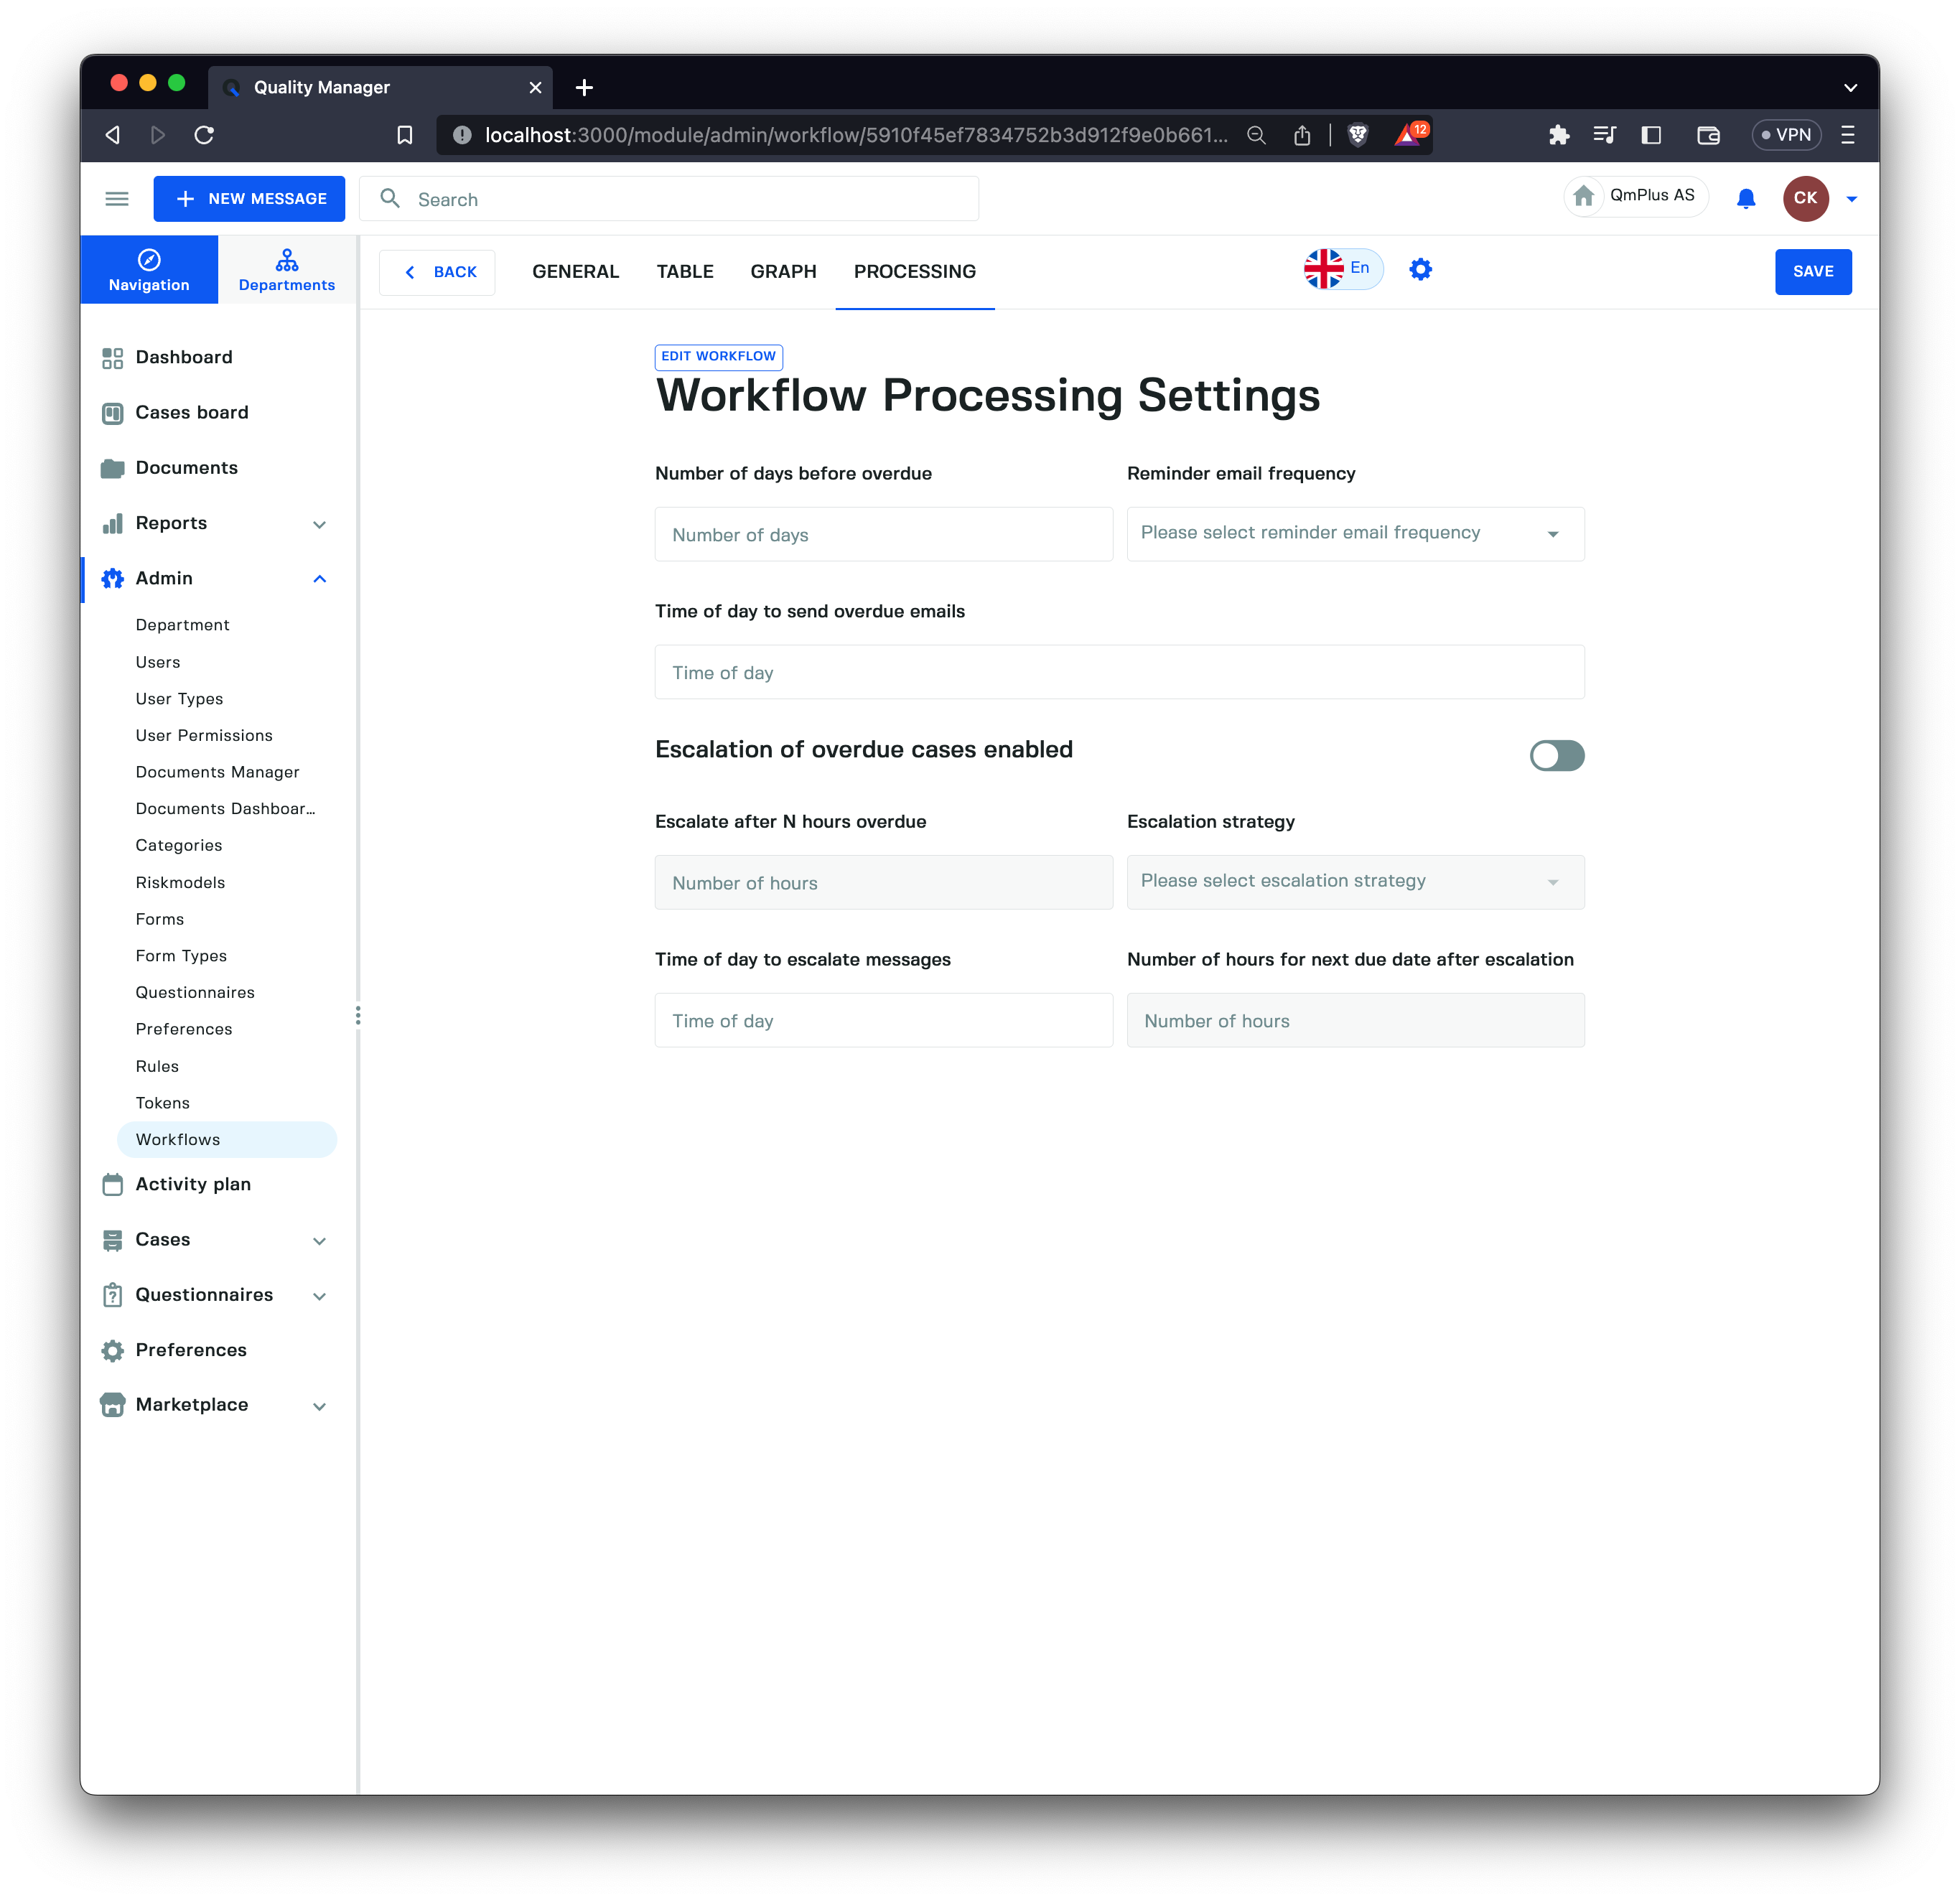 Quality Manager
localhost:3000/module/admin/workflow/5910f45ef7834752b3d912f9e0b661...
12
VPN
NEW MESSAGE
Search
QmPlus AS
CK
Navigation
Departments
BACK
GENERAL
TABLE
GRAPH
PROCESSING
En
SAVE
Dashboard
Cases board
Documents
Reports
Admin
Department
Users
User Types
User Permissions
Documents Manager
Documents Dashboar...
Categories
Riskmodels
Forms
Form Types
Questionnaires
Preferences
Rules
Tokens
Workflows
Activity plan
Cases
Questionnaires
Preferences
Marketplace
EDIT WORKFLOW
Workflow Processing Settings
Number of days before overdue
Number of days
Reminder email frequency
Please select reminder email frequency
Time of day to send overdue emails
Time of day
Escalation of overdue cases enabled
Escalate after N hours overdue
Number of hours
Escalation strategy
Please select escalation strategy
Time of day to escalate messages
Time of day
Number of hours for next due date after escalation
Number of hours